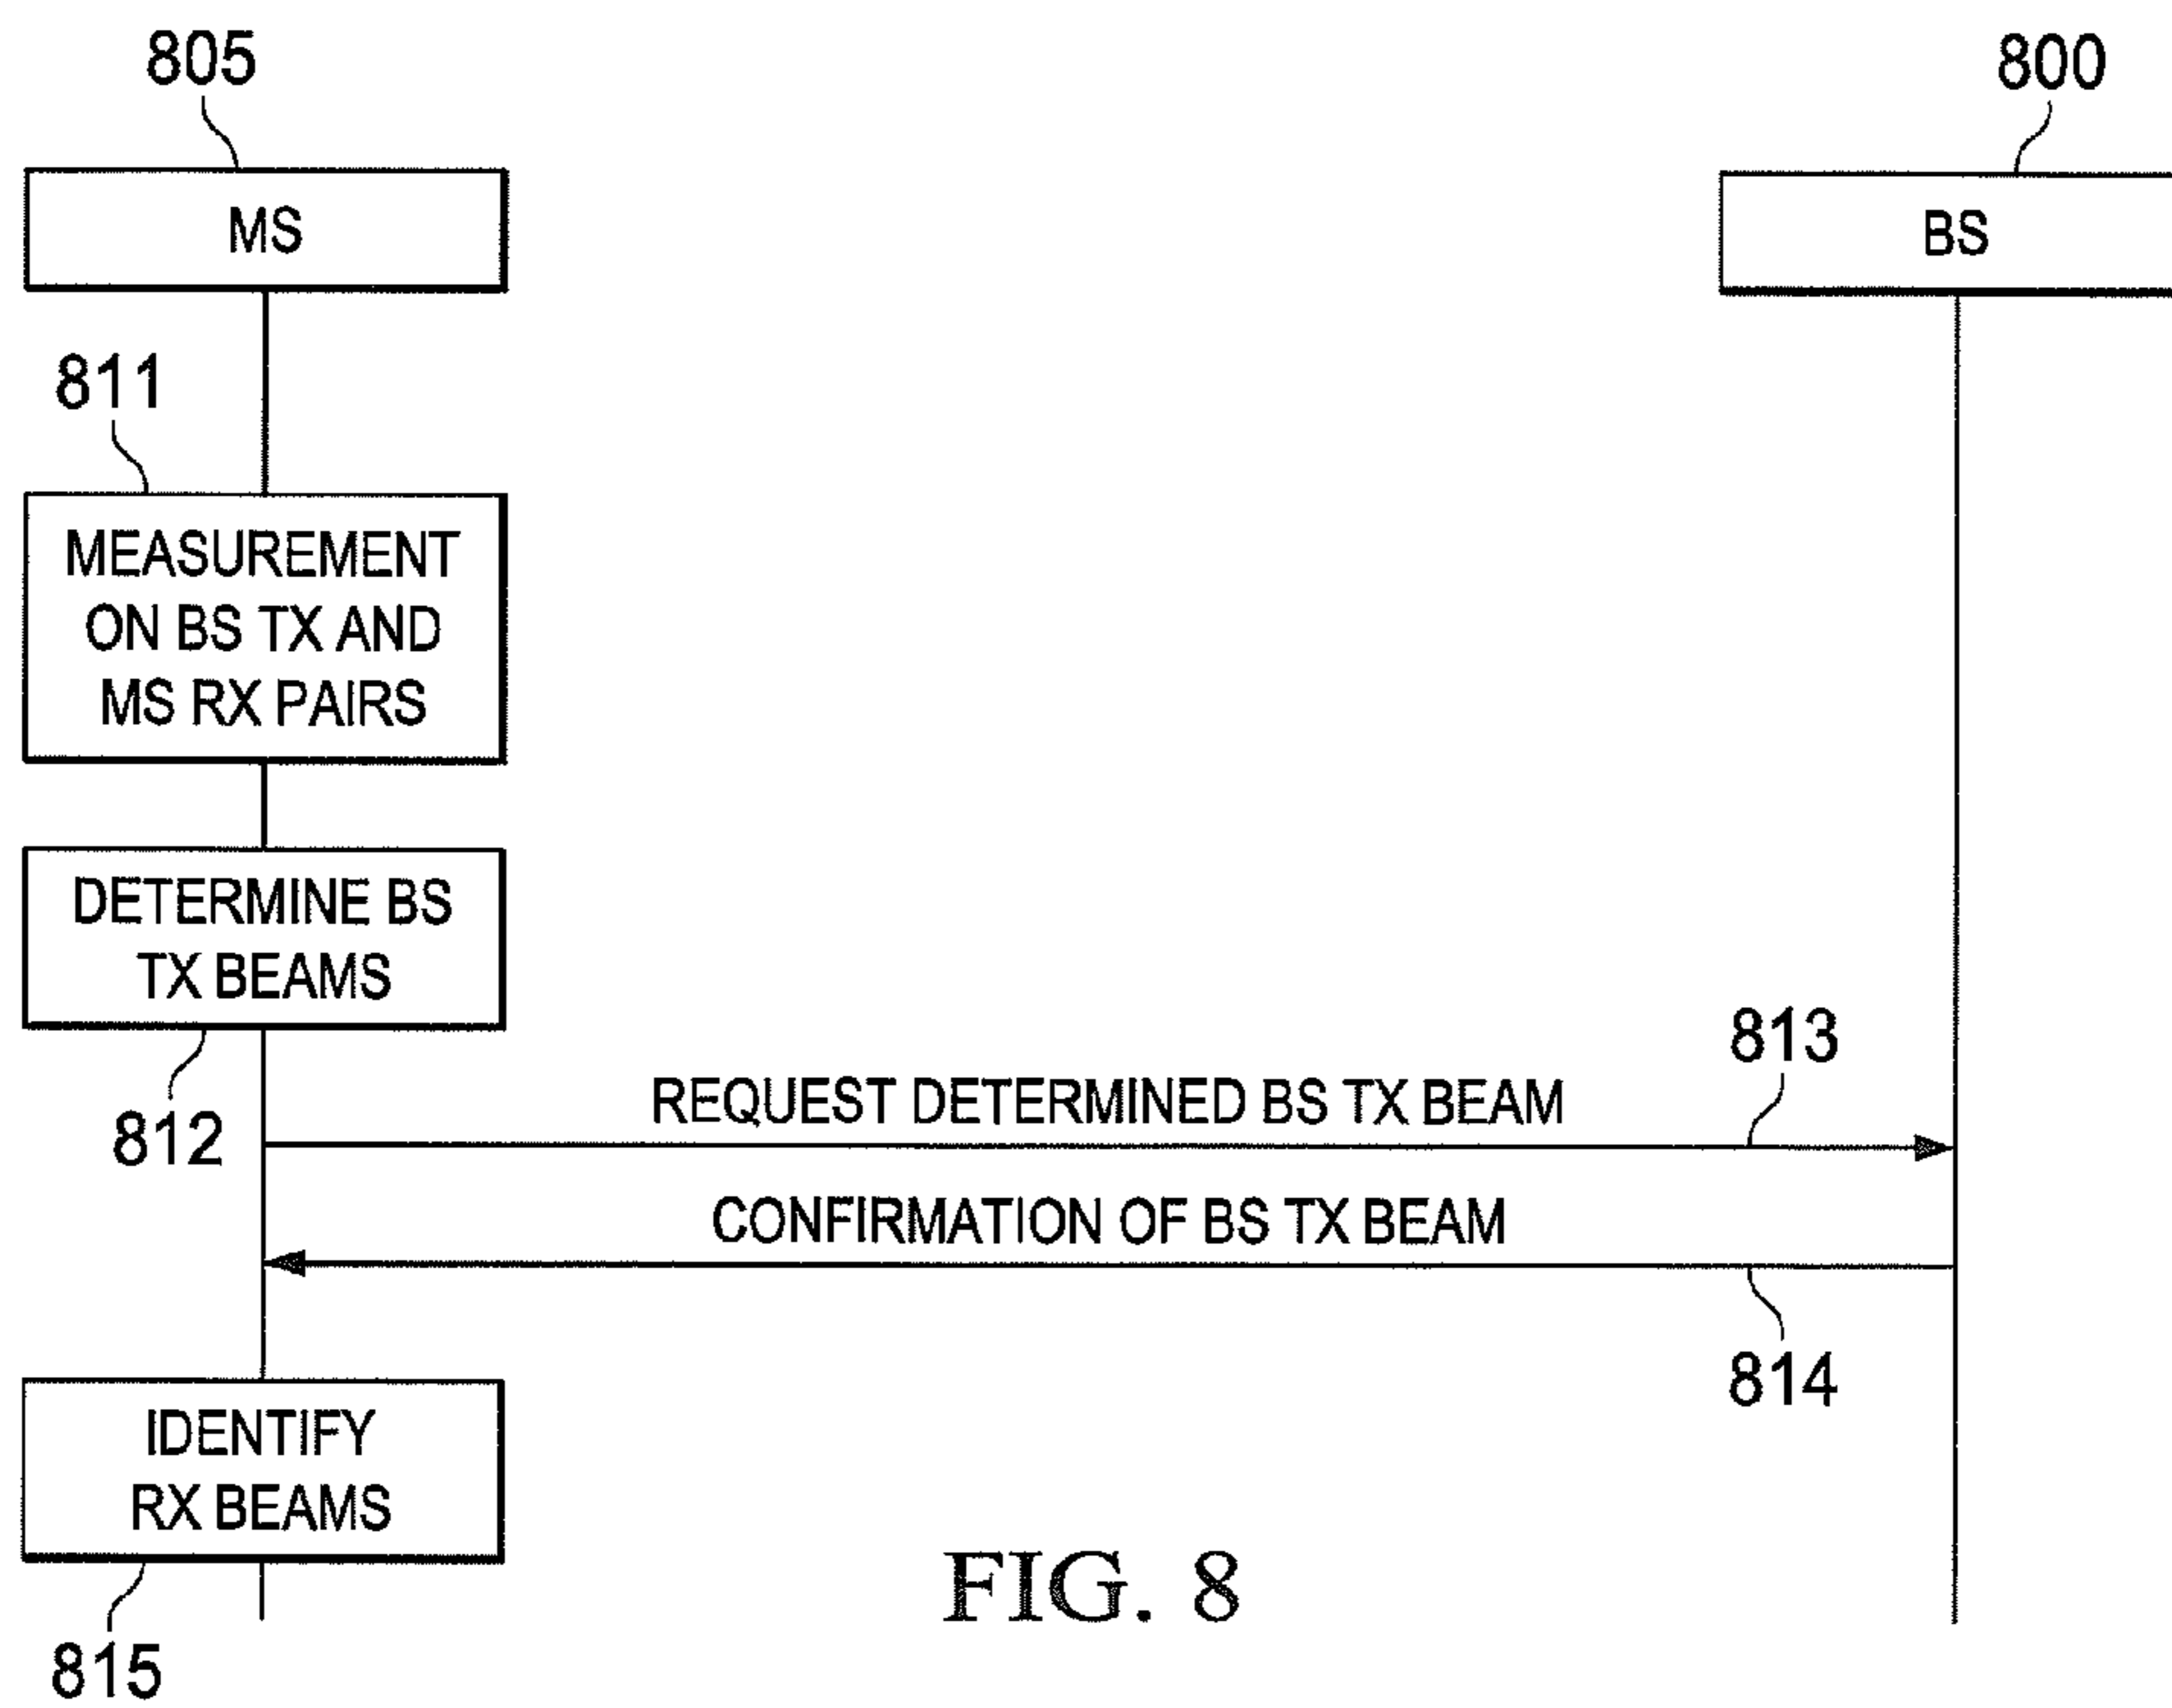 805
800
MS
BS
811
MEASUREMENT
ON BS TX AND
MS RX PAIRS
DETERMINE BS
TX BEAMS
812
813
REQUEST DETERMINED BS TX BEAM
CONFIRMATION OF BS TX BEAM
814
IDENTIFY
RX BEAMS
815
FIG. 8